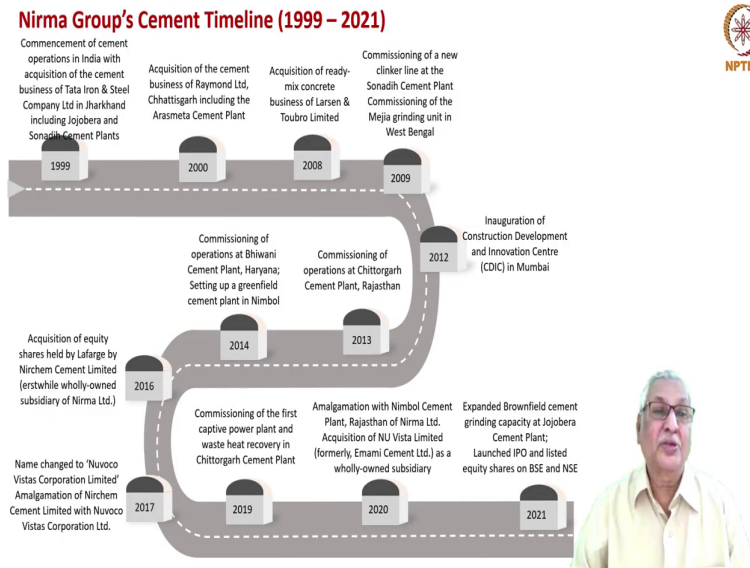 Nirma Group's Cement Timeline (1999 – 2021)
NPTE
Commencement of cement
operations in India with
acquisition of the cement
business of Tata Iron & Steel
Company Ltd in Jharkhand
including Jojobera and
Sonadih Cement Plants
1999
Acquisition of the cement
business of Raymond Ltd,
Chhattisgarh including the
Arasmeta Cement Plant
2000
Acquisition of ready-
mix concrete
business of Larsen &
Toubro Limited
2008
Commissioning of a new
clinker line at the
Sonadih Cement Plant
Commissioning of the
Mejia grinding unit in
West Bengal
2009
Inauguration of
Construction Development
and Innovation Centre
(CDIC) in Mumbai
2012
Commissioning of
operations at Chittorgarh
Cement Plant, Rajasthan
2013
Commissioning of
operations at Bhiwani
Cement Plant, Haryana;
Setting up a greenfield
cement plant in Nimbol
2014
Acquisition of equity
shares held by Lafarge by
Nirchem Cement Limited
(erstwhile wholly-owned
subsidiary of Nirma Ltd.)
2016
Name changed to 'Nuvoco
Vistas Corporation Limited'
Amalgamation of Nirchem
Cement Limited with Nuvoco
Vistas Corporation Ltd.
2017
Commissioning of the first
captive power plant and
waste heat recovery in
Chittorgarh Cement Plant
2019
Amalgamation with Nimbol Cement
Plant, Rajasthan of Nirma Ltd.
Acquisition of NU Vista Limited
(formerly, Emami Cement Ltd.) as a
wholly-owned subsidiary
2020
Expanded Brownfield cement
grinding capacity at Jojobera
Cement Plant;
Launched IPO and listed
equity shares on BSE and NSE
2021